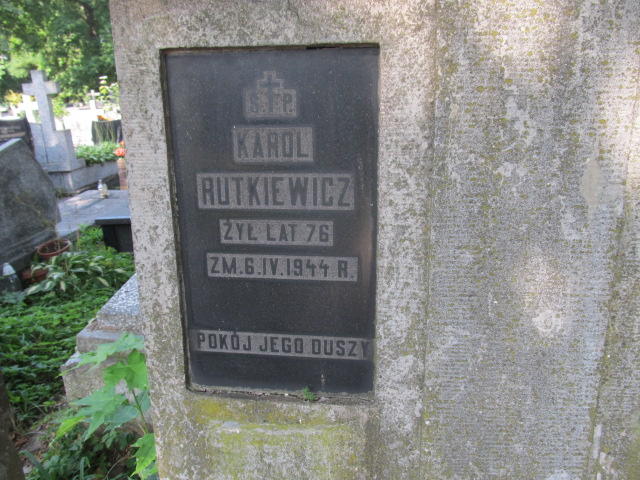 Ś.P.
KAROL
RUTKIEWICZ
ŻYŁ LAT 76
ZM. 6.IV.1944 R.
POKÓJ JEGO DUSZY